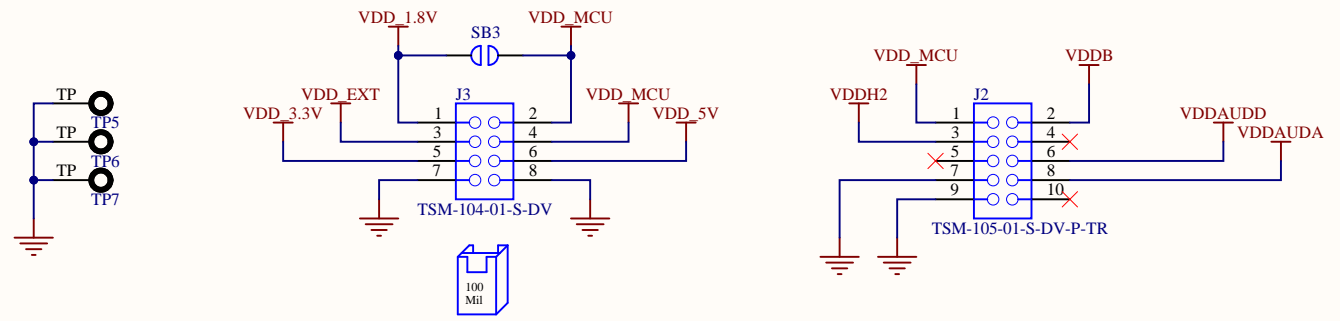 VDD_1.8V VDD_MCU
SB3
VDD_MCU VDDB
TP TP5
TP TP6
TP TP7
VDD_EXT J3 VDD_MCU
VDD_3.3V VDD_5V
1 2
3 4
5 6
7 8
TSM-104-01-S-DV
100
Mil
VDDH2 J2 VDDAUDD
VDDAUDA
1 2
3 4
5 6
7 8
9 10
TSM-105-01-S-DV-P-TR